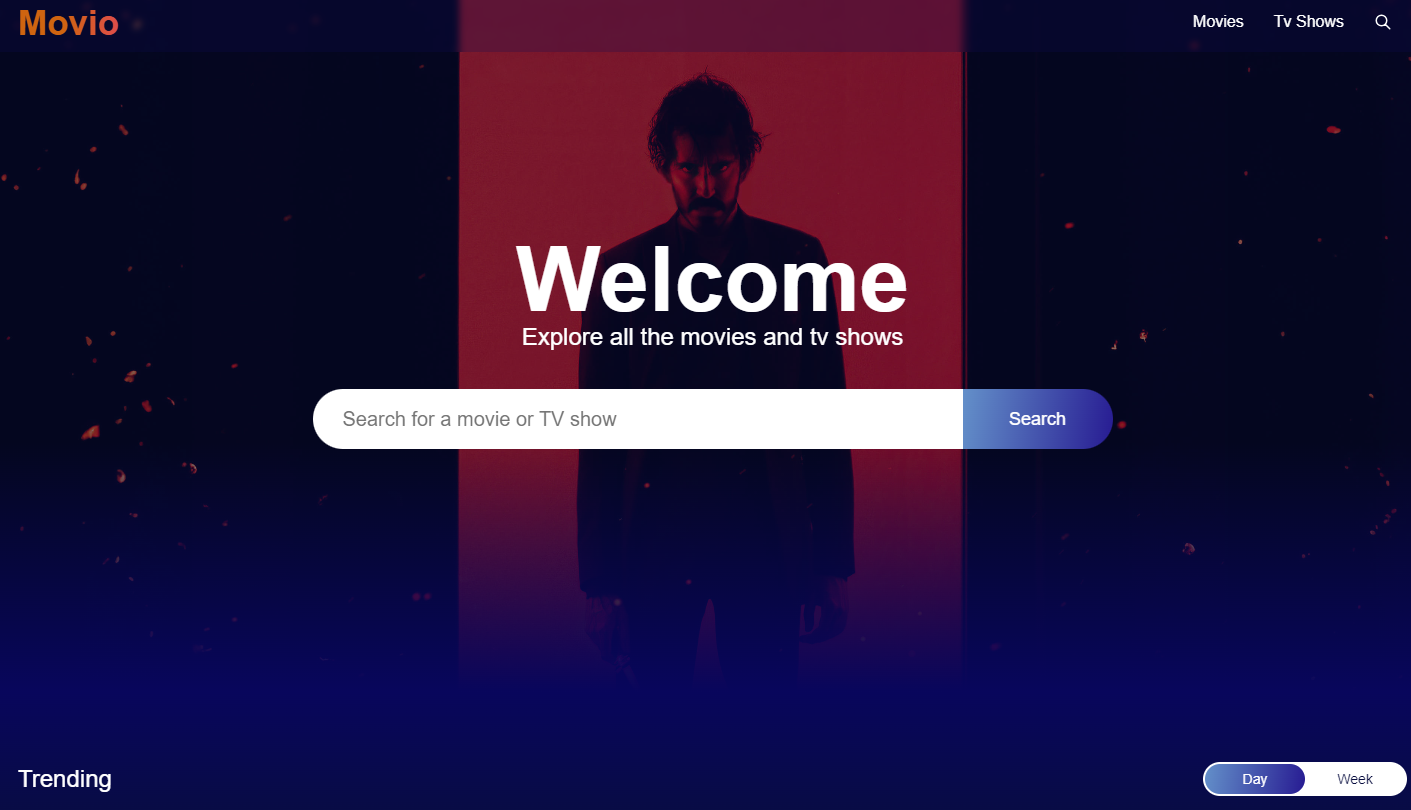 Movio
Movies
Tv Shows
Welcome
Explore all the movies and tv shows
Search for a movie or TV show
Search
Trending
Day
Week